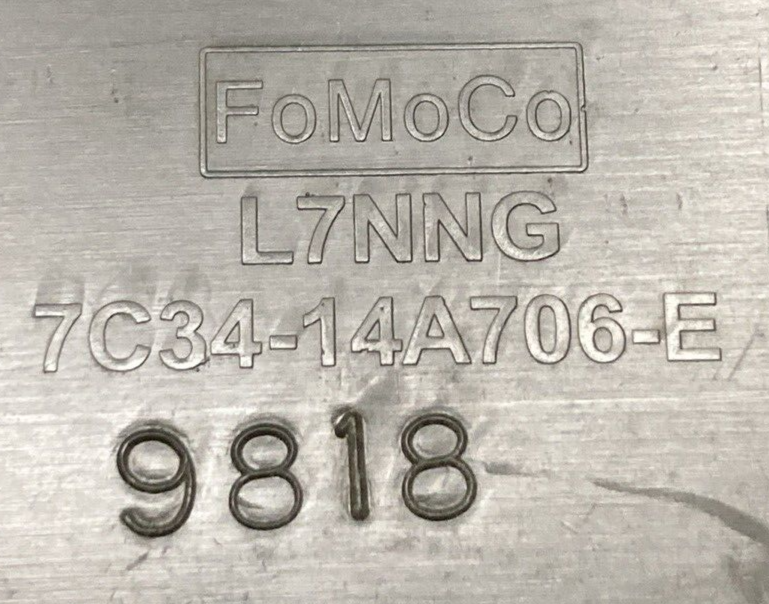 FoMoCo
L7NNG
7C34-14A706-E
9818